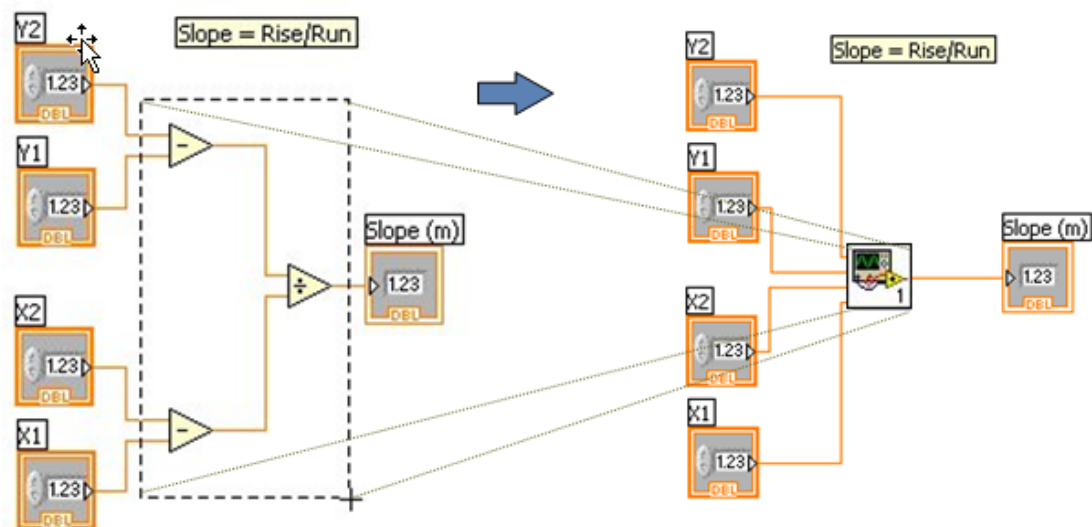 Y2
Slope = Rise/Run
1.23
DBL
Y1
1.23
DBL
−
Slope (m)
1.23
DBL
÷
X2
1.23
DBL
−
X1
1.23
DBL
Y2
Slope = Rise/Run
1.23
DBL
Y1
1.23
DBL
Slope (m)
1.23
DBL
1
X2
1.23
DBL
X1
1.23
DBL